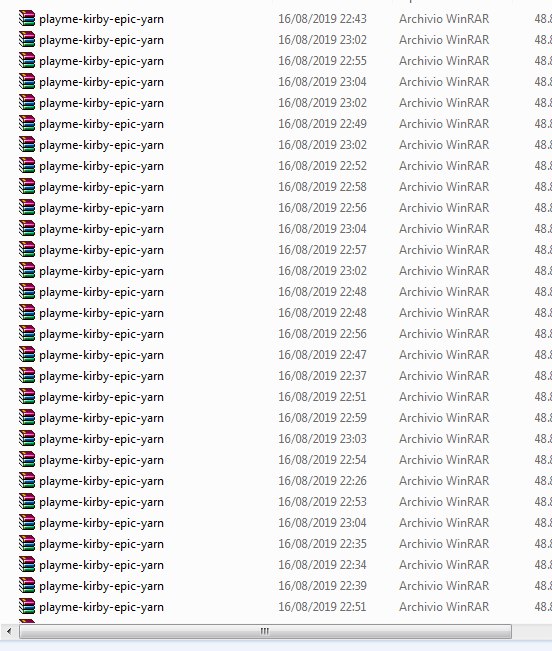 playme-kirby-epic-yarn 16/08/2019 22:43 Archivio WinRAR 48.8
playme-kirby-epic-yarn 16/08/2019 23:02 Archivio WinRAR 48.8
playme-kirby-epic-yarn 16/08/2019 22:55 Archivio WinRAR 48.8
playme-kirby-epic-yarn 16/08/2019 23:04 Archivio WinRAR 48.8
playme-kirby-epic-yarn 16/08/2019 23:02 Archivio WinRAR 48.8
playme-kirby-epic-yarn 16/08/2019 22:49 Archivio WinRAR 48.8
playme-kirby-epic-yarn 16/08/2019 23:02 Archivio WinRAR 48.8
playme-kirby-epic-yarn 16/08/2019 22:52 Archivio WinRAR 48.8
playme-kirby-epic-yarn 16/08/2019 22:58 Archivio WinRAR 48.8
playme-kirby-epic-yarn 16/08/2019 22:56 Archivio WinRAR 48.8
playme-kirby-epic-yarn 16/08/2019 23:04 Archivio WinRAR 48.8
playme-kirby-epic-yarn 16/08/2019 22:57 Archivio WinRAR 48.8
playme-kirby-epic-yarn 16/08/2019 23:02 Archivio WinRAR 48.8
playme-kirby-epic-yarn 16/08/2019 22:48 Archivio WinRAR 48.8
playme-kirby-epic-yarn 16/08/2019 22:48 Archivio WinRAR 48.8
playme-kirby-epic-yarn 16/08/2019 22:56 Archivio WinRAR 48.8
playme-kirby-epic-yarn 16/08/2019 22:47 Archivio WinRAR 48.8
playme-kirby-epic-yarn 16/08/2019 22:37 Archivio WinRAR 48.8
playme-kirby-epic-yarn 16/08/2019 22:51 Archivio WinRAR 48.8
playme-kirby-epic-yarn 16/08/2019 22:59 Archivio WinRAR 48.8
playme-kirby-epic-yarn 16/08/2019 23:03 Archivio WinRAR 48.8
playme-kirby-epic-yarn 16/08/2019 22:54 Archivio WinRAR 48.8
playme-kirby-epic-yarn 16/08/2019 22:26 Archivio WinRAR 48.8
playme-kirby-epic-yarn 16/08/2019 22:53 Archivio WinRAR 48.8
playme-kirby-epic-yarn 16/08/2019 23:04 Archivio WinRAR 48.8
playme-kirby-epic-yarn 16/08/2019 22:35 Archivio WinRAR 48.8
playme-kirby-epic-yarn 16/08/2019 22:34 Archivio WinRAR 48.8
playme-kirby-epic-yarn 16/08/2019 22:39 Archivio WinRAR 48.8
playme-kirby-epic-yarn 16/08/2019 22:51 Archivio WinRAR 48.8